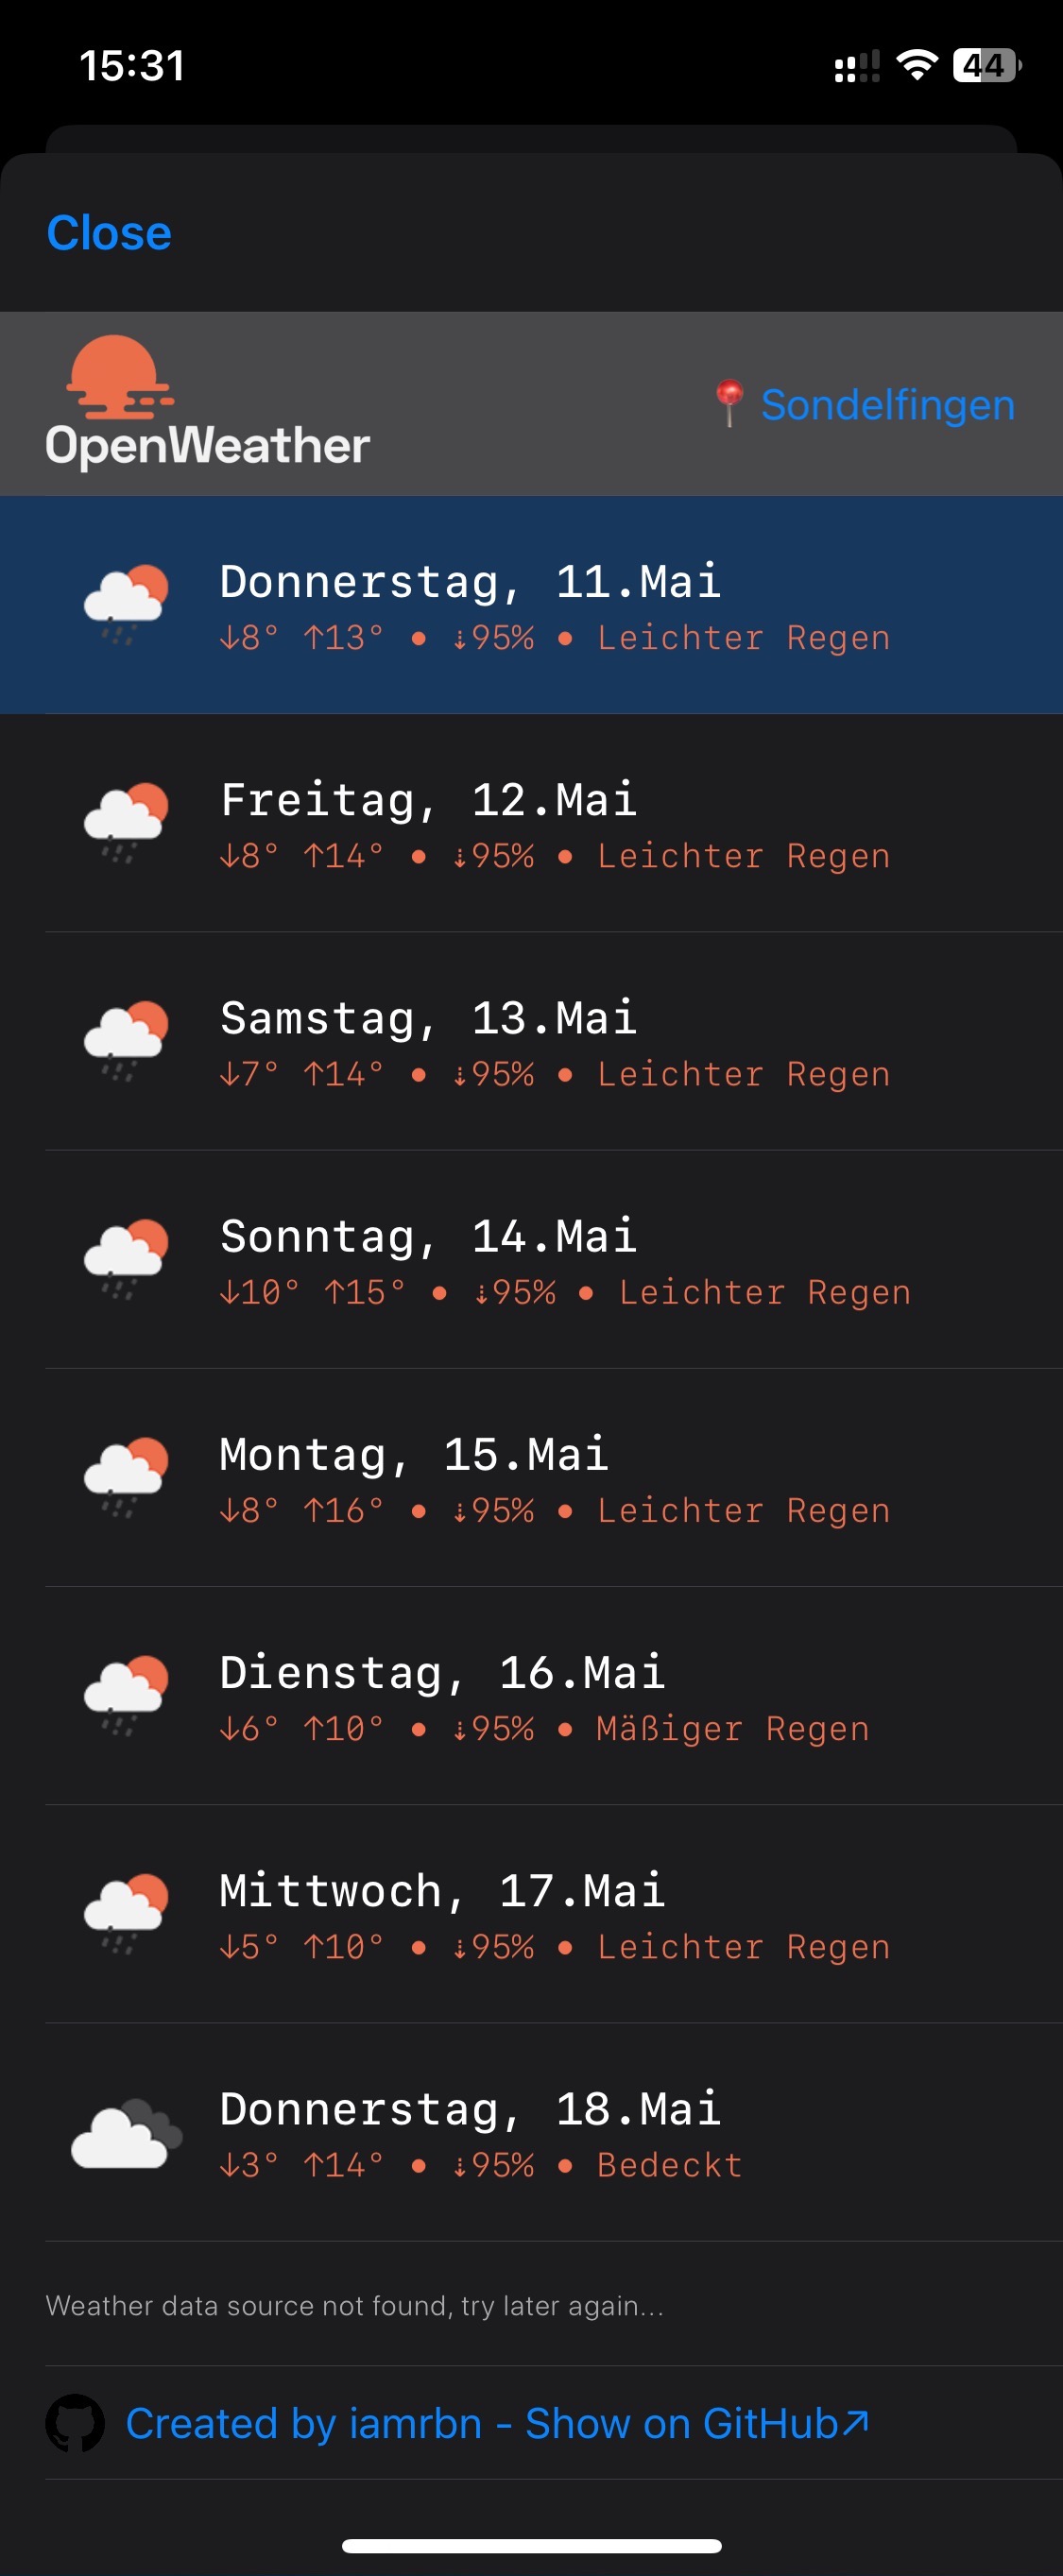 15:31
44
Close
OpenWeather
📍 Sondelfingen
Donnerstag, 11.Mai
↓8° ↑13° • ⇣95% • Leichter Regen
Freitag, 12.Mai
↓8° ↑14° • ⇣95% • Leichter Regen
Samstag, 13.Mai
↓7° ↑14° • ⇣95% • Leichter Regen
Sonntag, 14.Mai
↓10° ↑15° • ⇣95% • Leichter Regen
Montag, 15.Mai
↓8° ↑16° • ⇣95% • Leichter Regen
Dienstag, 16.Mai
↓6° ↑10° • ⇣95% • Mäßiger Regen
Mittwoch, 17.Mai
↓5° ↑10° • ⇣95% • Leichter Regen
Donnerstag, 18.Mai
↓3° ↑14° • ⇣95% • Bedeckt
Weather data source not found, try later again...
Created by iamrbn - Show on GitHub↗